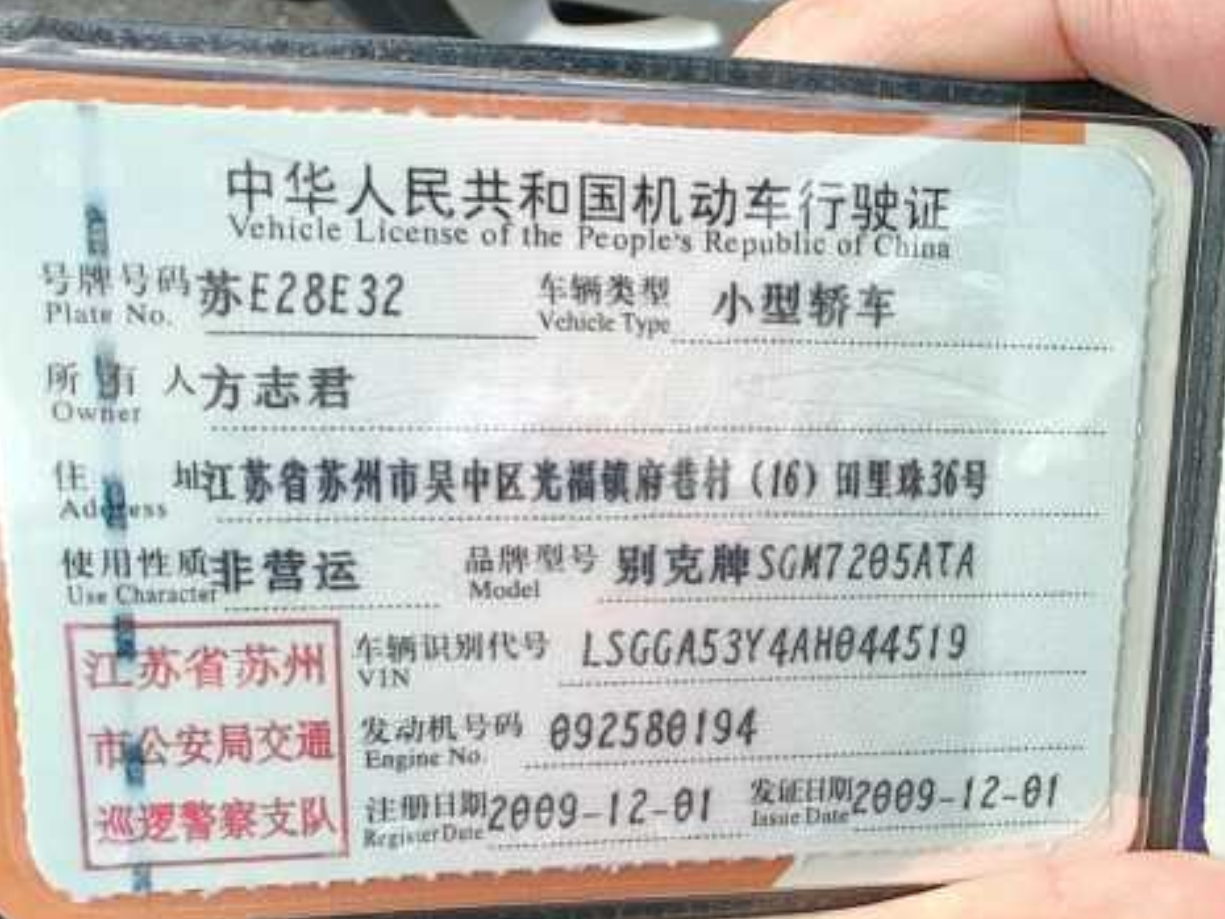 中华人民共和国机动车行驶证
Vehicle License of the People's Republic of China
号牌号码 苏E28E32 车辆类型 小型轿车
Plate No. Vehicle Type
所有人 方志君
Owner
住址 江苏省苏州市吴中区光福镇府巷村(16)田里珠36号
Address
使用性质 非营运 品牌型号 别克牌SGM7205ATA
Use Character Model
车辆识别代号 LSGGA53Y4AH044519
VIN
发动机号码 092580194
Engine No.
注册日期 2009-12-01 发证日期 2009-12-01
Register Date Issue Date
江苏省苏州
市公安局交通
巡逻警察支队